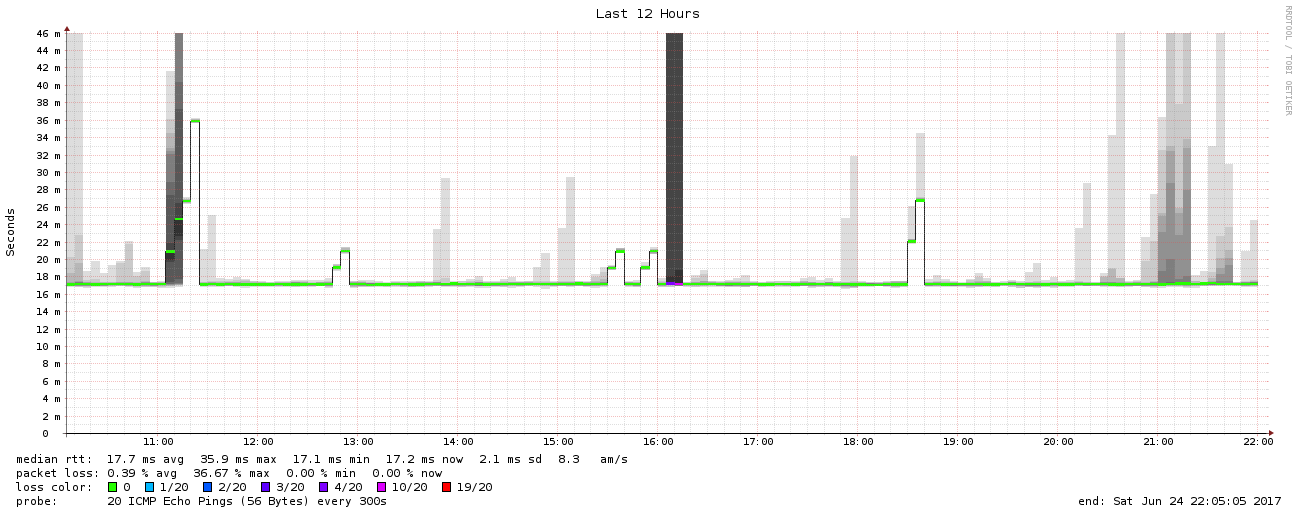 Last 12 Hours
RRDTOOL / TOBI OETIKER
Seconds
46 m
44 m
42 m
40 m
38 m
36 m
34 m
32 m
30 m
28 m
26 m
24 m
22 m
20 m
18 m
16 m
14 m
12 m
10 m
8 m
6 m
4 m
2 m
0
11:00 12:00 13:00 14:00 15:00 16:00 17:00 18:00 19:00 20:00 21:00 22:00
median rtt: 17.7 ms avg 35.9 ms max 17.1 ms min 17.2 ms now 2.1 ms sd 8.3 am/s
packet loss: 0.39 % avg 36.67 % max 0.00 % min 0.00 % now
loss color: 0 1/20 2/20 3/20 4/20 10/20 19/20
probe: 20 ICMP Echo Pings (56 Bytes) every 300s end: Sat Jun 24 22:05:05 2017